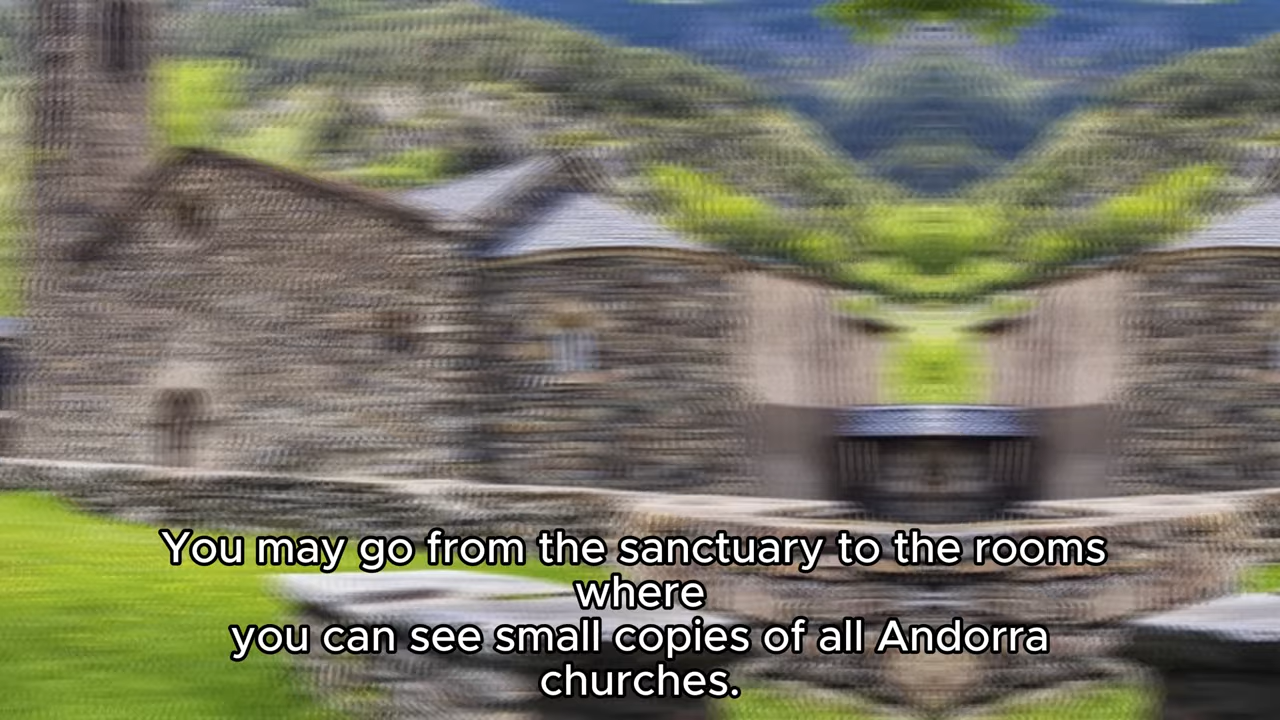 You may go from the sanctuary to the rooms
where
you can see small copies of all Andorra
churches.